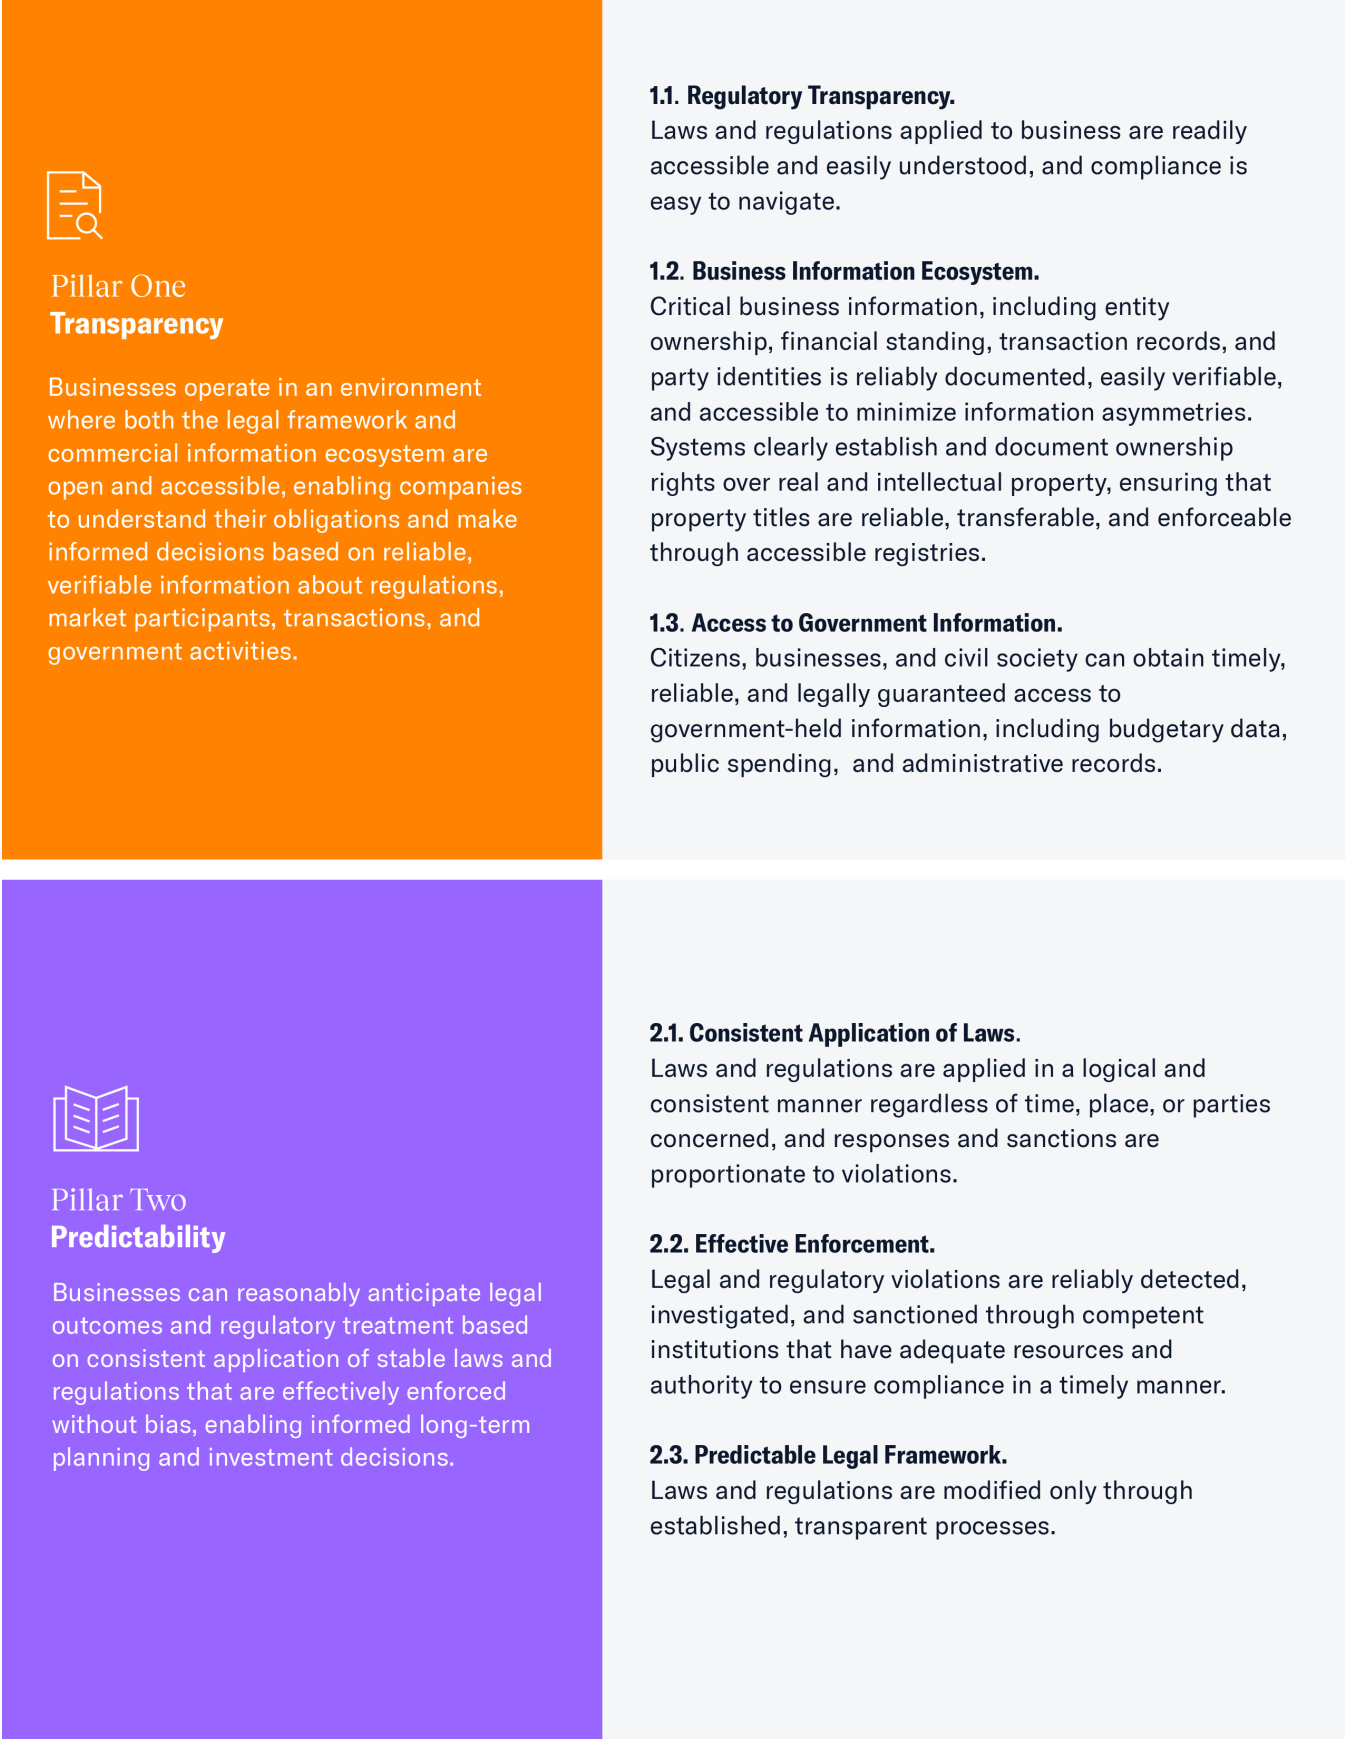 Pillar One
Transparency
Businesses operate in an environment
where both the legal framework and
commercial information ecosystem are
open and accessible, enabling companies
to understand their obligations and make
informed decisions based on reliable,
verifiable information about regulations,
market participants, transactions, and
government activities.
1.1. Regulatory Transparency.
Laws and regulations applied to business are readily
accessible and easily understood, and compliance is
easy to navigate.
1.2. Business Information Ecosystem.
Critical business information, including entity
ownership, financial standing, transaction records, and
party identities is reliably documented, easily verifiable,
and accessible to minimize information asymmetries.
Systems clearly establish and document ownership
rights over real and intellectual property, ensuring that
property titles are reliable, transferable, and enforceable
through accessible registries.
1.3. Access to Government Information.
Citizens, businesses, and civil society can obtain timely,
reliable, and legally guaranteed access to
government-held information, including budgetary data,
public spending,  and administrative records.
Pillar Two
Predictability
Businesses can reasonably anticipate legal
outcomes and regulatory treatment based
on consistent application of stable laws and
regulations that are effectively enforced
without bias, enabling informed long-term
planning and investment decisions.
2.1. Consistent Application of Laws.
Laws and regulations are applied in a logical and
consistent manner regardless of time, place, or parties
concerned, and responses and sanctions are
proportionate to violations.
2.2. Effective Enforcement.
Legal and regulatory violations are reliably detected,
investigated, and sanctioned through competent
institutions that have adequate resources and
authority to ensure compliance in a timely manner.
2.3. Predictable Legal Framework.
Laws and regulations are modified only through
established, transparent processes.